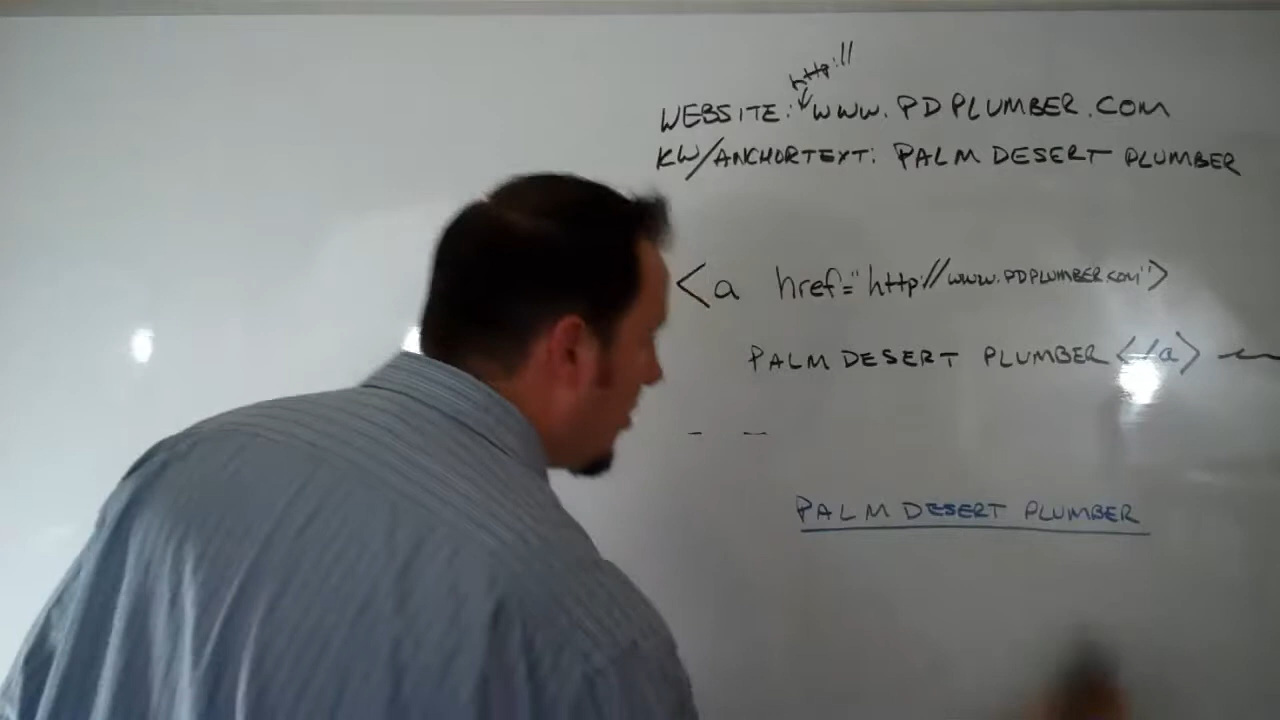 http://
WEBSITE: WWW.PDPLUMBER.COM
KW/ANCHORTEXT: PALM DESERT PLUMBER
<a href="http://www.PDPLUMBER.com">
PALM DESERT PLUMBER</a>
PALM DESERT PLUMBER